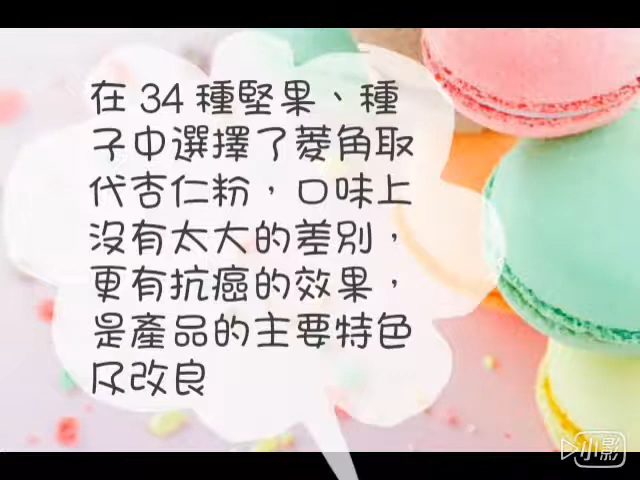 在 34 種堅果、種
子中選擇了菱角取
代杏仁粉，口味上
沒有太大的差別，
更有抗癌的效果，
是產品的主要特色
及改良
小影